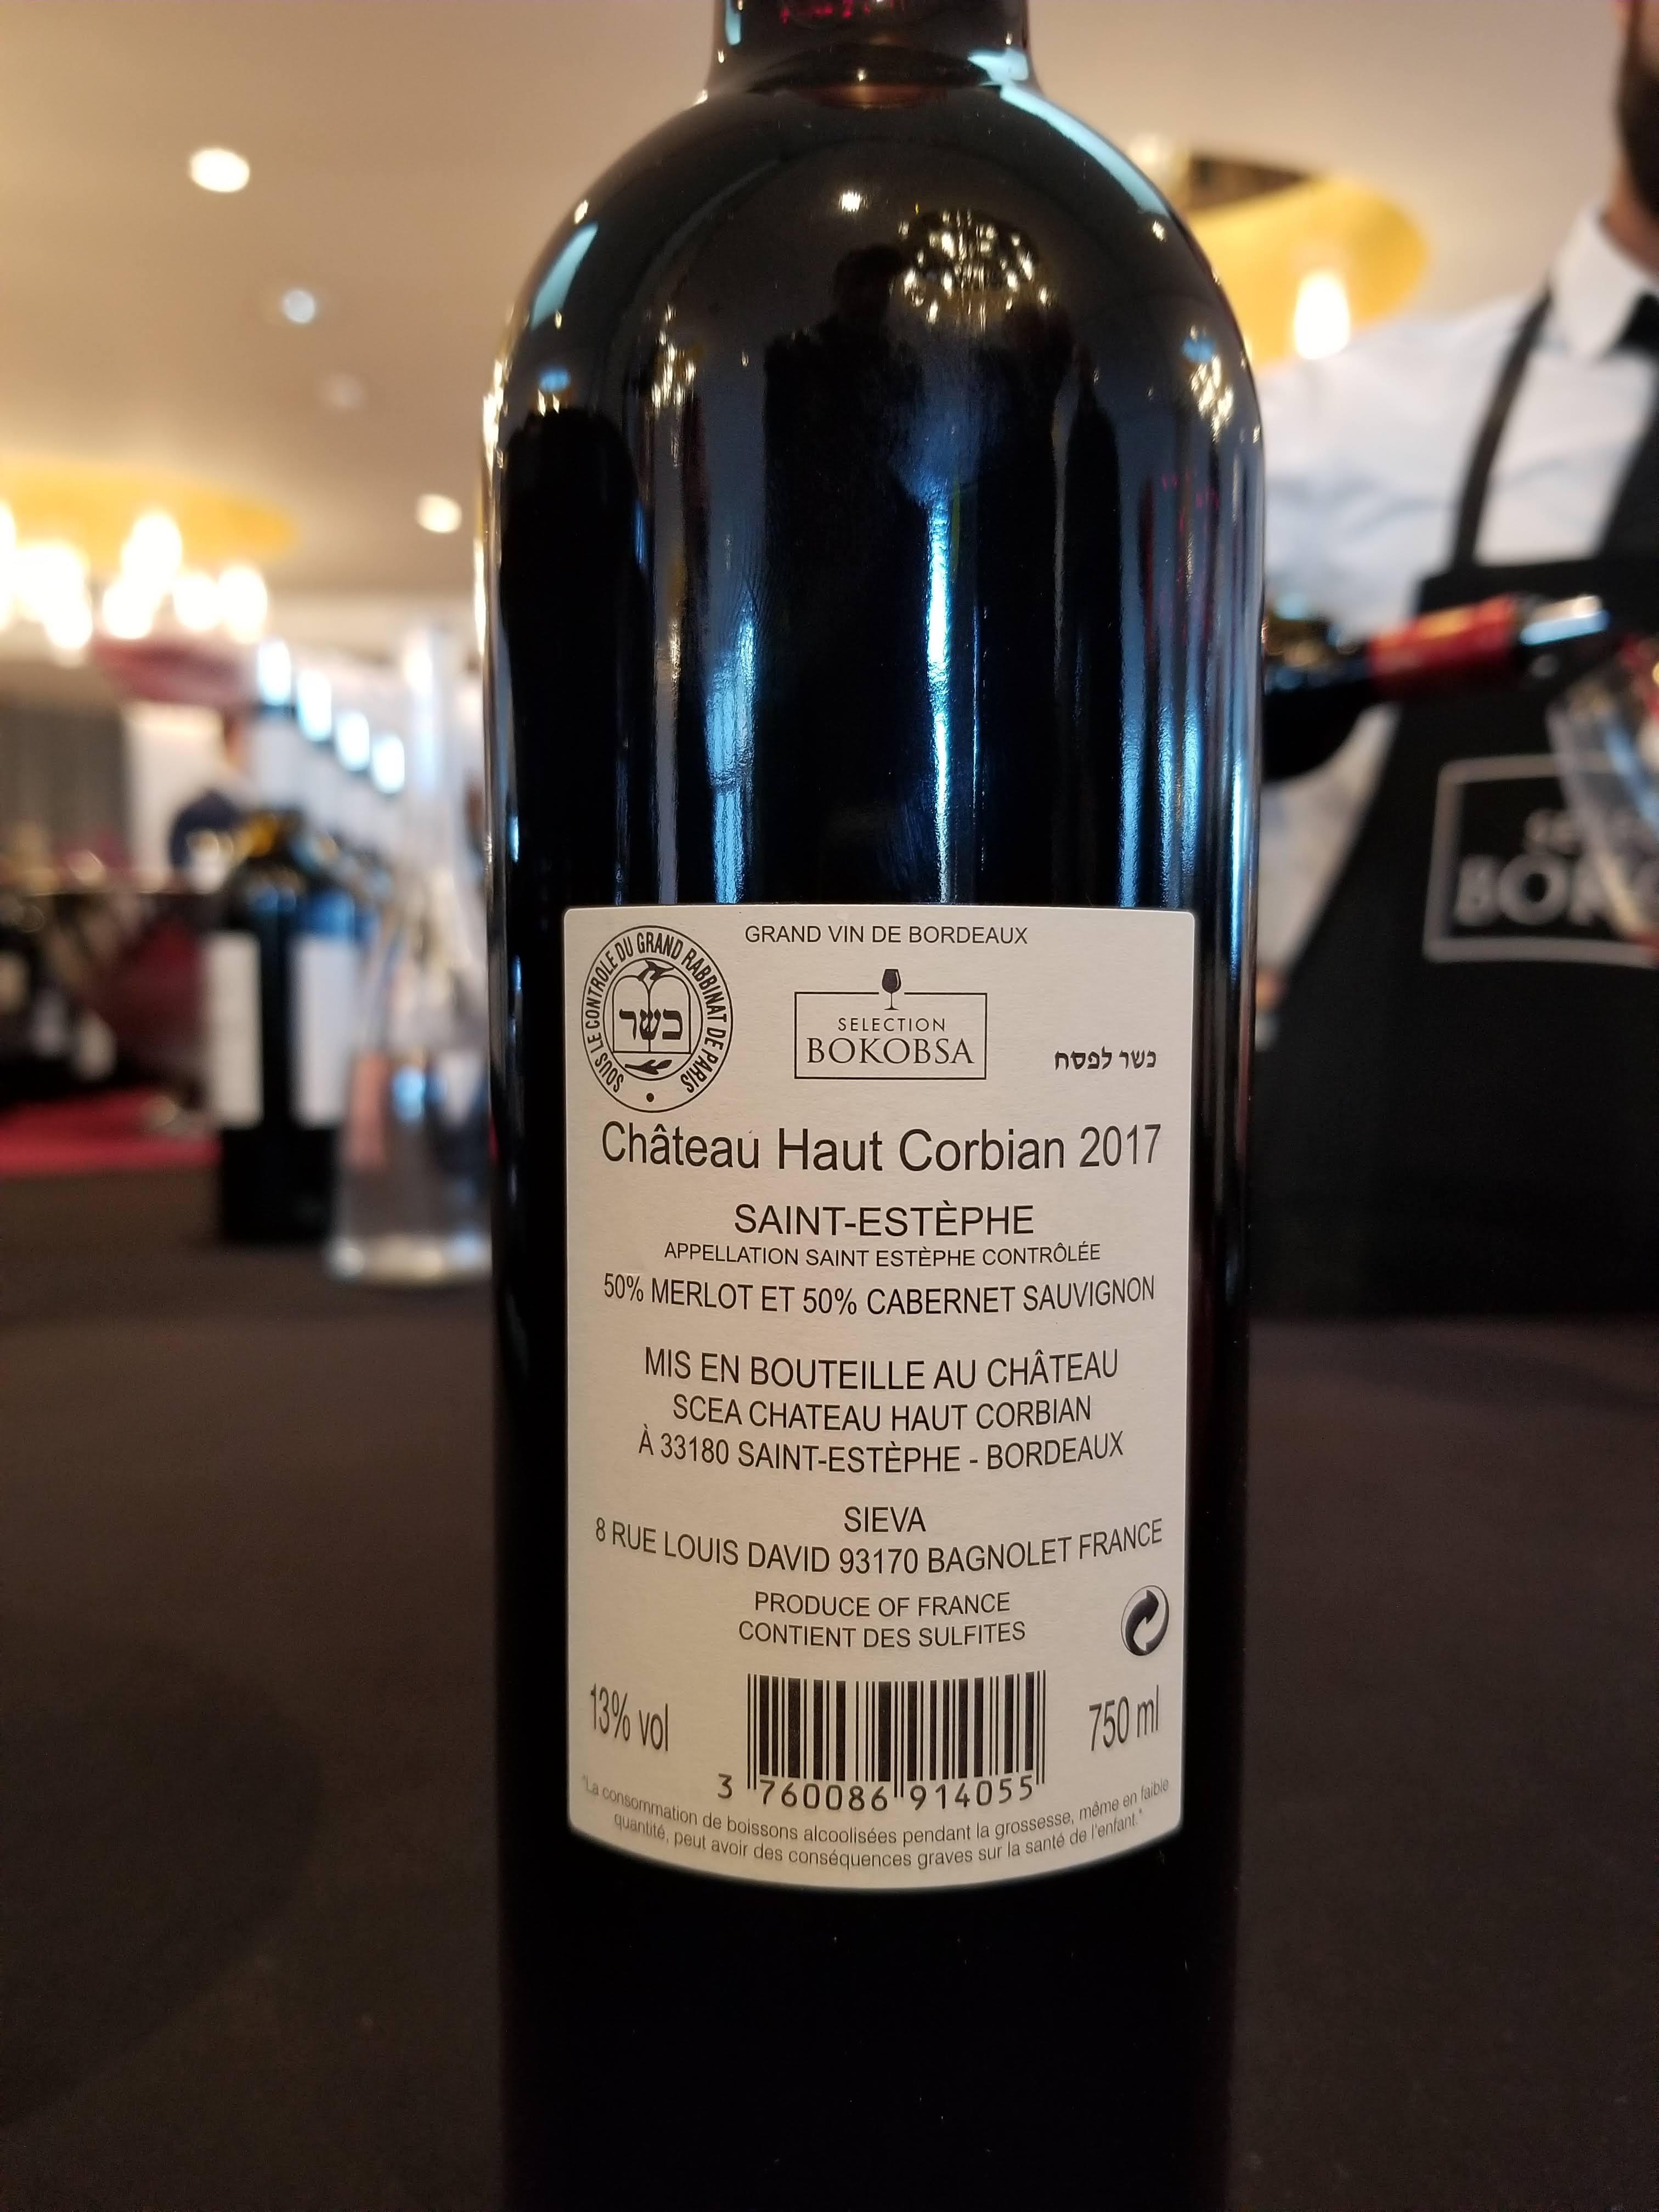 GRAND VIN DE BORDEAUX
SOUS LE CONTROLE DU GRAND RABBINAT DE PARIS
כשר
SELECTION
BOKOBSA
כשר לפסח
Château Haut Corbian 2017
SAINT-ESTÈPHE
APPELLATION SAINT ESTÈPHE CONTRÔLÉE
50% MERLOT ET 50% CABERNET SAUVIGNON
MIS EN BOUTEILLE AU CHÂTEAU
SCEA CHATEAU HAUT CORBIAN
À 33180 SAINT-ESTÈPHE - BORDEAUX
SIEVA
8 RUE LOUIS DAVID 93170 BAGNOLET FRANCE
PRODUCE OF FRANCE
CONTIENT DES SULFITES
13% vol
750 ml
3 760086 914055
"La consommation de boissons alcoolisées pendant la grossesse, même en faible
quantité, peut avoir des conséquences graves sur la santé de l'enfant."